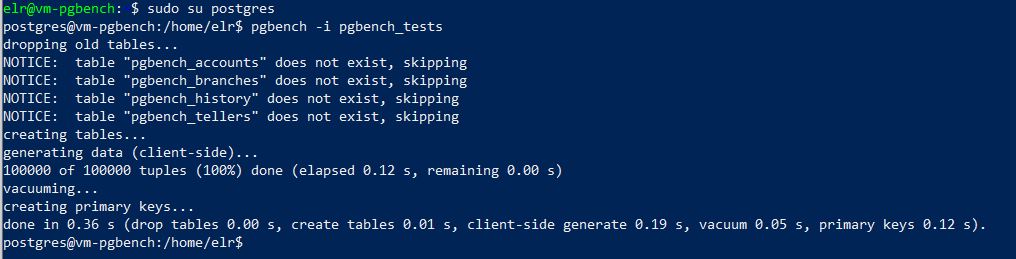 elr@vm-pgbench: $ sudo su postgres
postgres@vm-pgbench:/home/elr$ pgbench -i pgbench_tests
dropping old tables...
NOTICE:  table "pgbench_accounts" does not exist, skipping
NOTICE:  table "pgbench_branches" does not exist, skipping
NOTICE:  table "pgbench_history" does not exist, skipping
NOTICE:  table "pgbench_tellers" does not exist, skipping
creating tables...
generating data (client-side)...
100000 of 100000 tuples (100%) done (elapsed 0.12 s, remaining 0.00 s)
vacuuming...
creating primary keys...
done in 0.36 s (drop tables 0.00 s, create tables 0.01 s, client-side generate 0.19 s, vacuum 0.05 s, primary keys 0.12 s).
postgres@vm-pgbench:/home/elr$